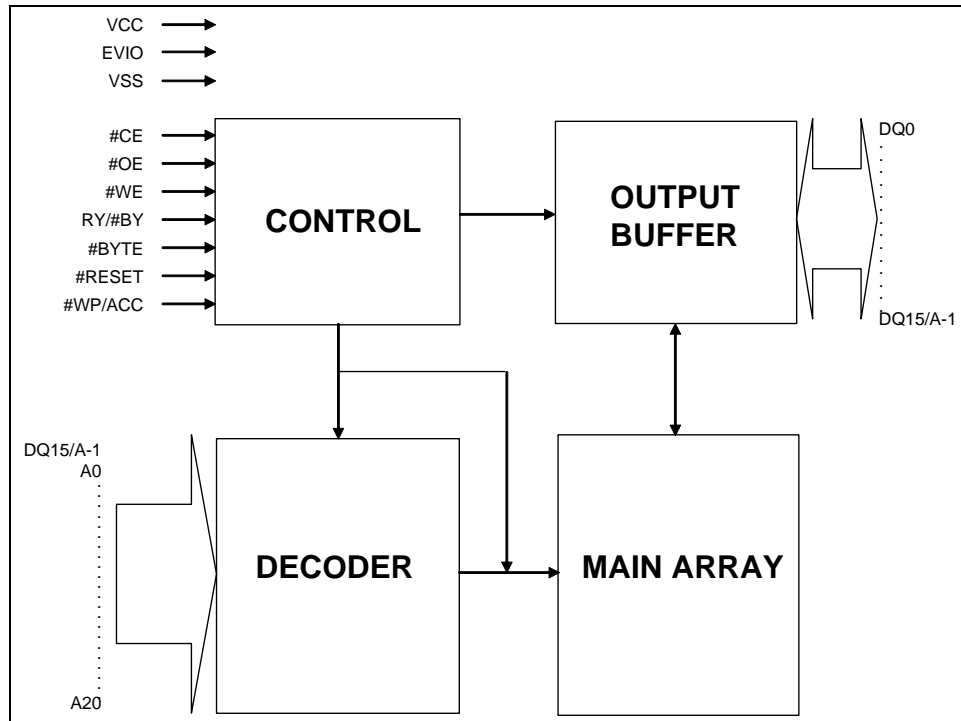 VCC
EVIO
VSS
#CE
#OE
#WE
RY/#BY
#BYTE
#RESET
#WP/ACC
CONTROL
OUTPUT
BUFFER
DQ0
DQ15/A-1
DQ15/A-1
A0
A20
DECODER
MAIN ARRAY